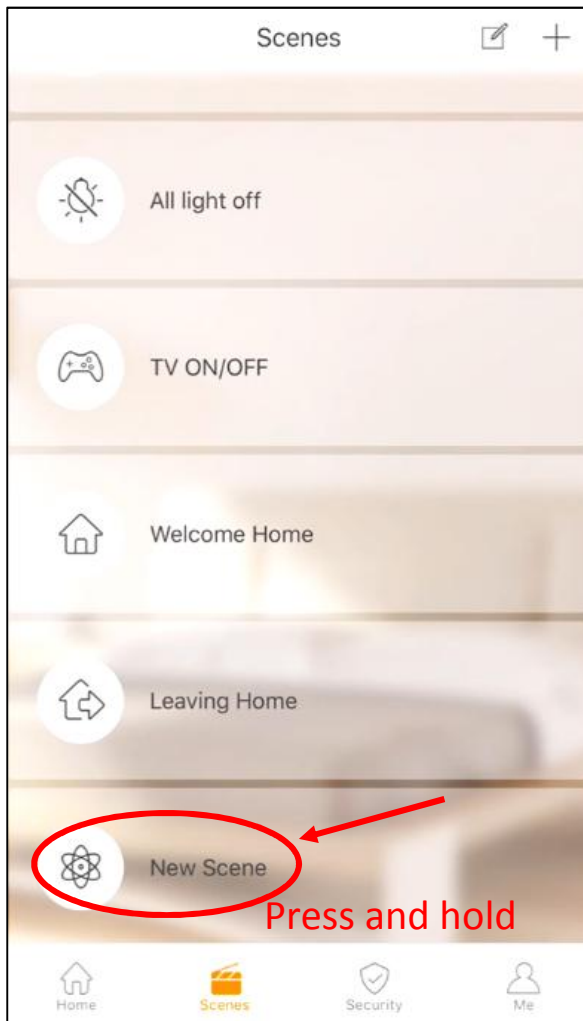 Scenes
All light off
TV ON/OFF
Welcome Home
Leaving Home
New Scene
Press and hold
Home Scenes Security Me